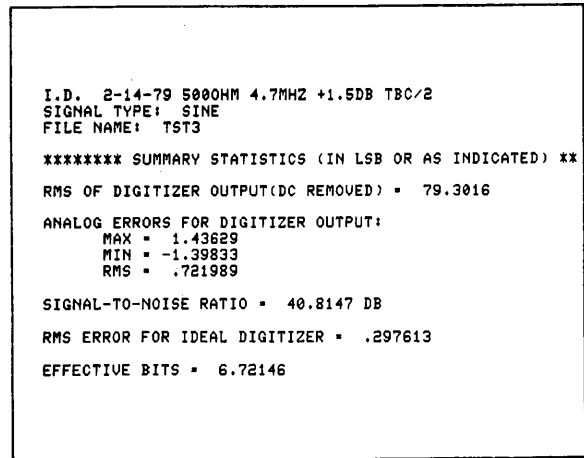 I.D. 2-14-79 500OHM 4.7MHZ +1.5DB TBC/2
SIGNAL TYPE: SINE
FILE NAME: TST3
******** SUMMARY STATISTICS (IN LSB OR AS INDICATED) **
RMS OF DIGITIZER OUTPUT(DC REMOVED) = 79.3016
ANALOG ERRORS FOR DIGITIZER OUTPUT:
MAX = 1.43629
MIN = -1.39833
RMS = .721989
SIGNAL-TO-NOISE RATIO = 40.8147 DB
RMS ERROR FOR IDEAL DIGITIZER = .297613
EFFECTIVE BITS = 6.72146